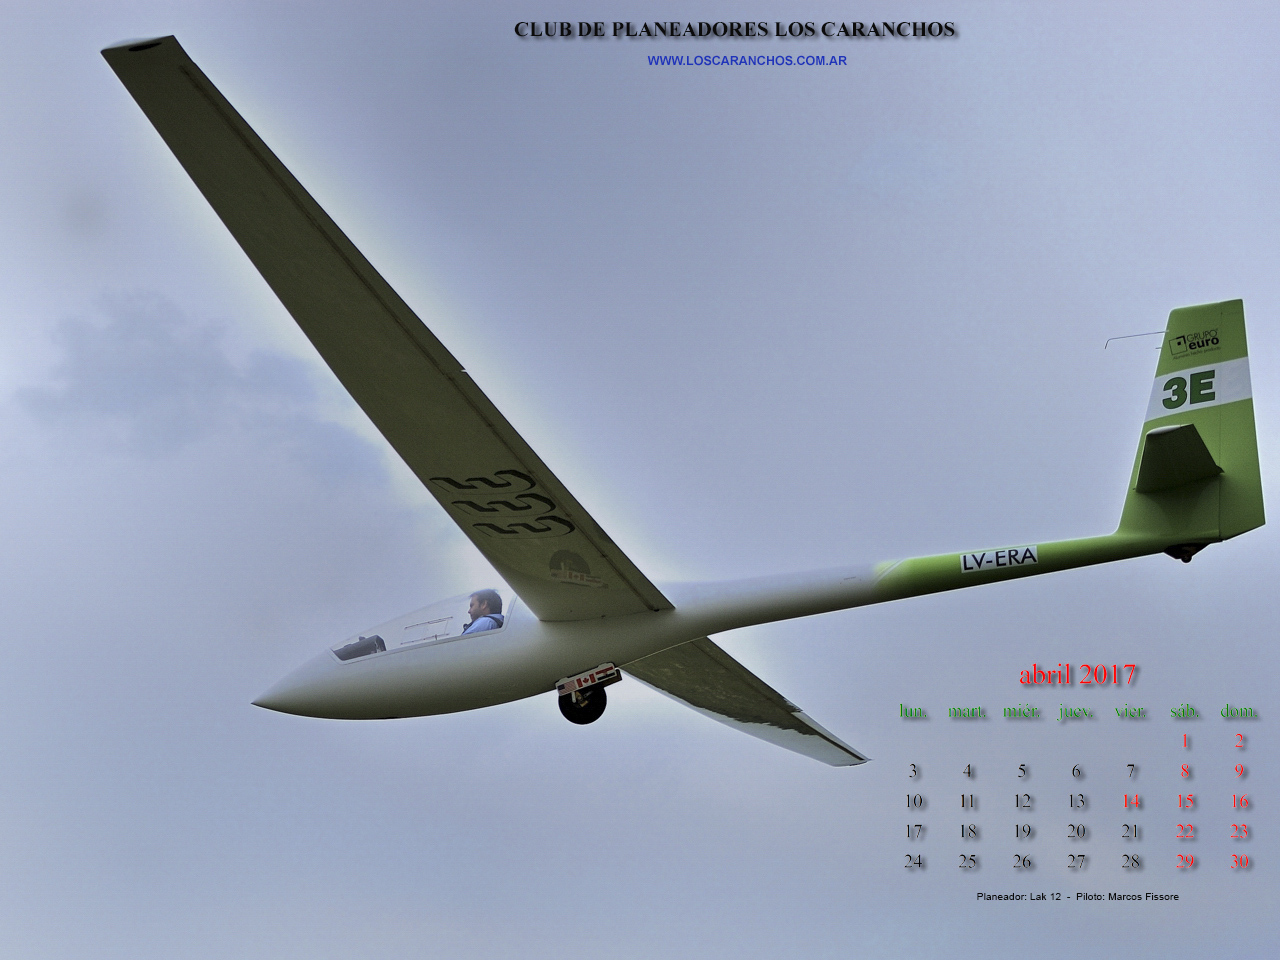 CLUB DE PLANEADORES LOS CARANCHOS
WWW.LOSCARANCHOS.COM.AR
GRUPO
euro
3E
LV-ERA
abril 2017
lun. mart. miér. juev. vier. sáb. dom.
1 2
3 4 5 6 7 8 9
10 11 12 13 14 15 16
17 18 19 20 21 22 23
24 25 26 27 28 29 30
Planeador: Lak 12 - Piloto: Marcos Fissore